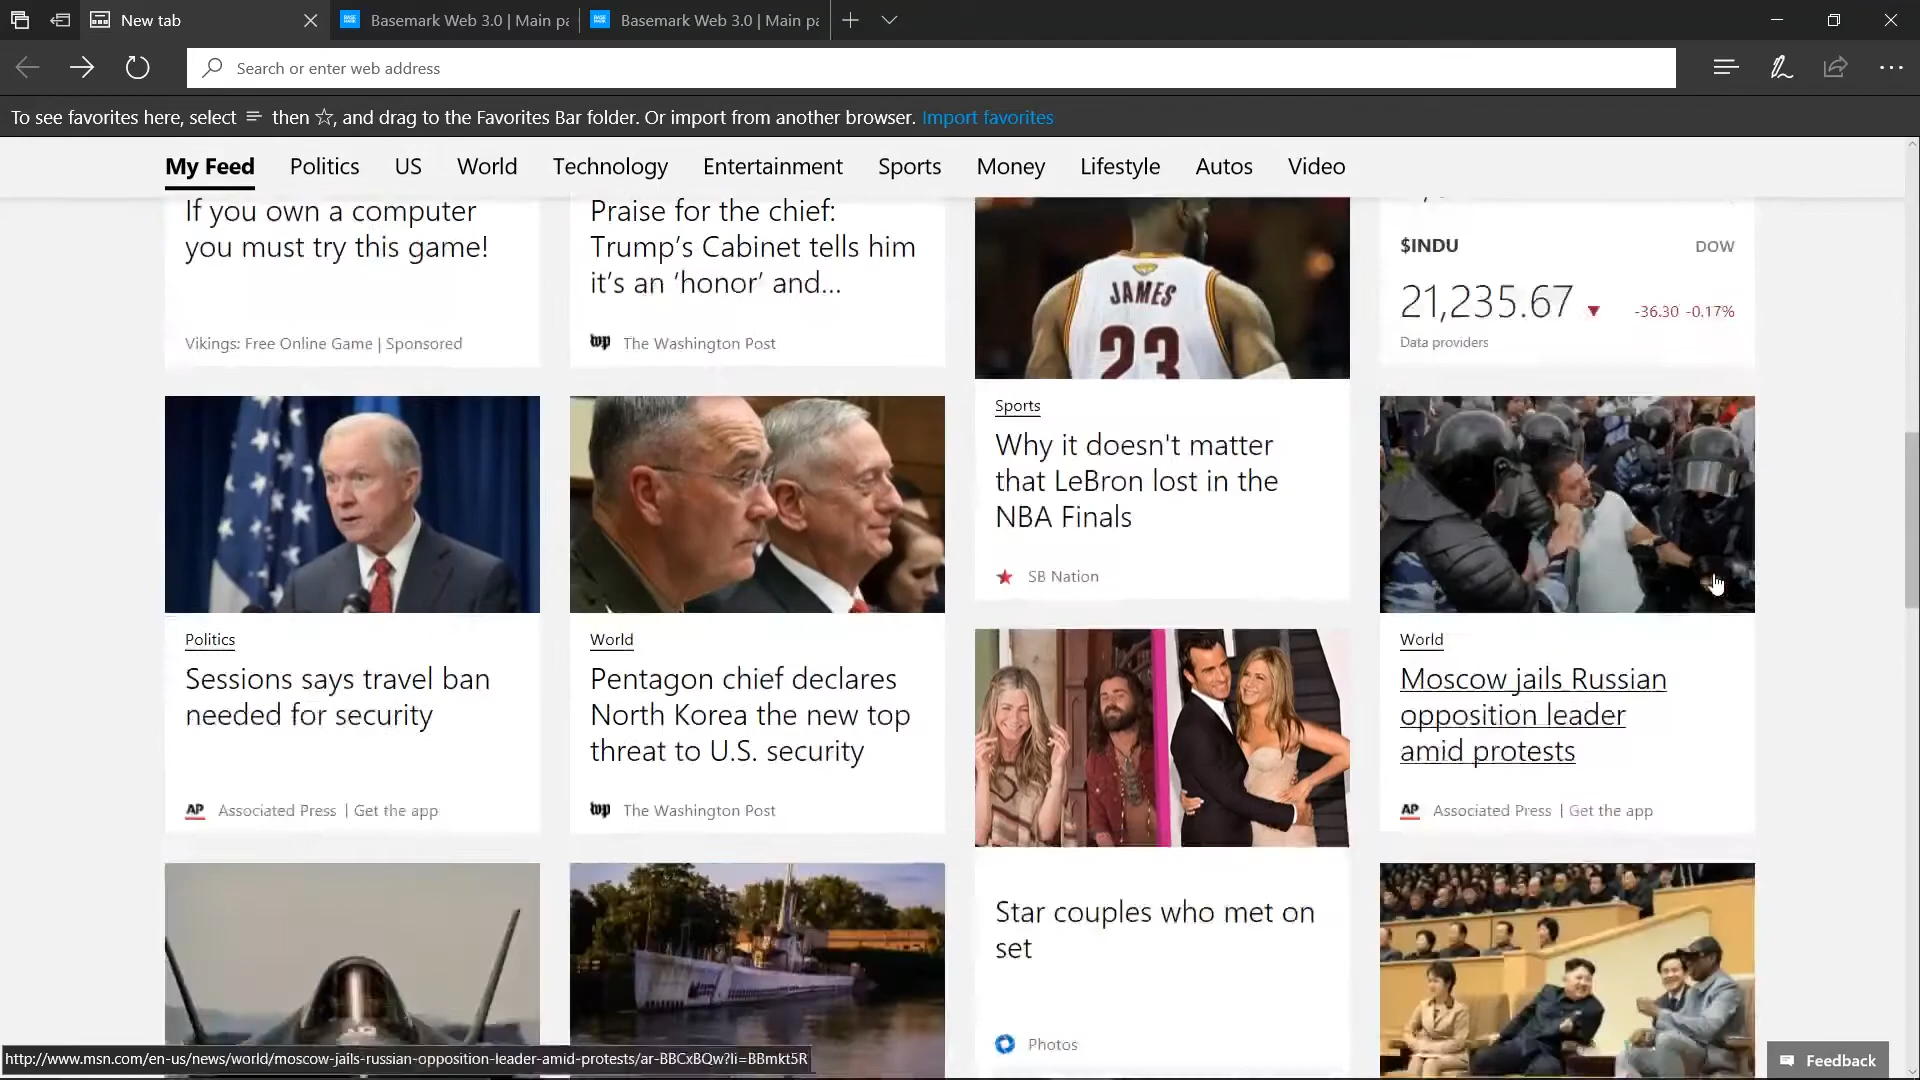 New tab
Basemark Web 3.0 | Main pa
Basemark Web 3.0 | Main pa
Search or enter web address
To see favorites here, select ≡ then ☆, and drag to the Favorites Bar folder. Or import from another browser. Import favorites
My Feed Politics US World Technology Entertainment Sports Money Lifestyle Autos Video
If you own a computer
you must try this game!
Vikings: Free Online Game | Sponsored
Praise for the chief:
Trump’s Cabinet tells him
it’s an ‘honor’ and...
wp The Washington Post
JAMES
23
Sports
Why it doesn't matter
that LeBron lost in the
NBA Finals
SB Nation
$INDU DOW
21,235.67 ▼ -36.30 -0.17%
Data providers
Politics
Sessions says travel ban
needed for security
AP Associated Press | Get the app
World
Pentagon chief declares
North Korea the new top
threat to U.S. security
wp The Washington Post
Star couples who met on
set
Photos
World
Moscow jails Russian
opposition leader
amid protests
AP Associated Press | Get the app
http://www.msn.com/en-us/news/world/moscow-jails-russian-opposition-leader-amid-protests/ar-BBCxBQw?li=BBmkt5R
Feedback